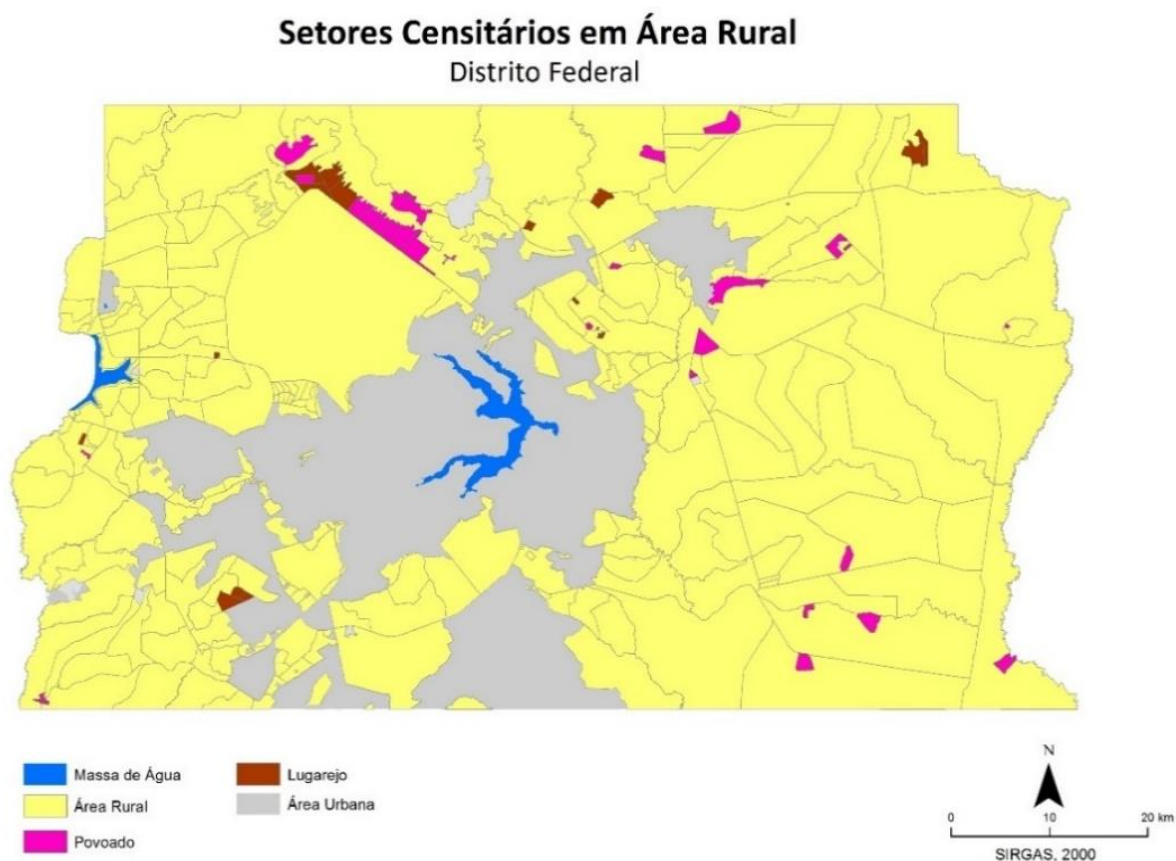 Setores Censitários em Área Rural
Distrito Federal
Massa de Água
Lugarejo
Área Rural
Área Urbana
Povoado
N
0 10 20 km
SIRGAS, 2000